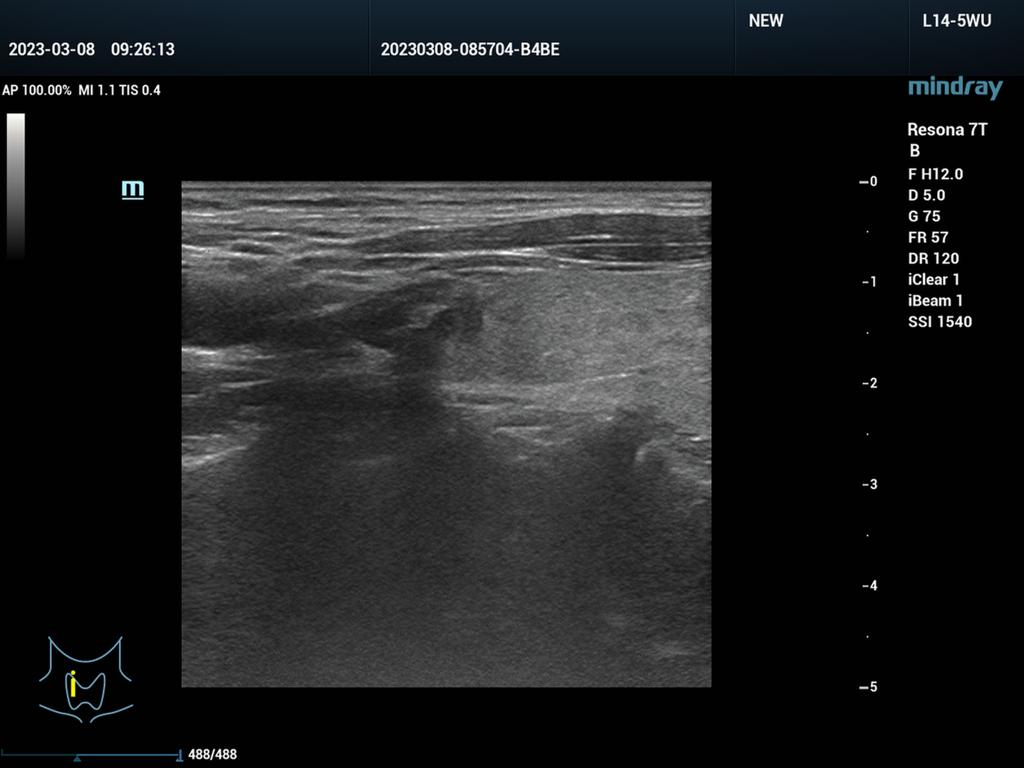 NEW
L14-5WU
2023-03-08 09:26:13
20230308-085704-B4BE
AP 100.00% MI 1.1 TIS 0.4
mindray
Resona 7T
B
F H12.0
D 5.0
G 75
FR 57
DR 120
iClear 1
iBeam 1
SSI 1540
m
0
1
2
3
4
5
488/488